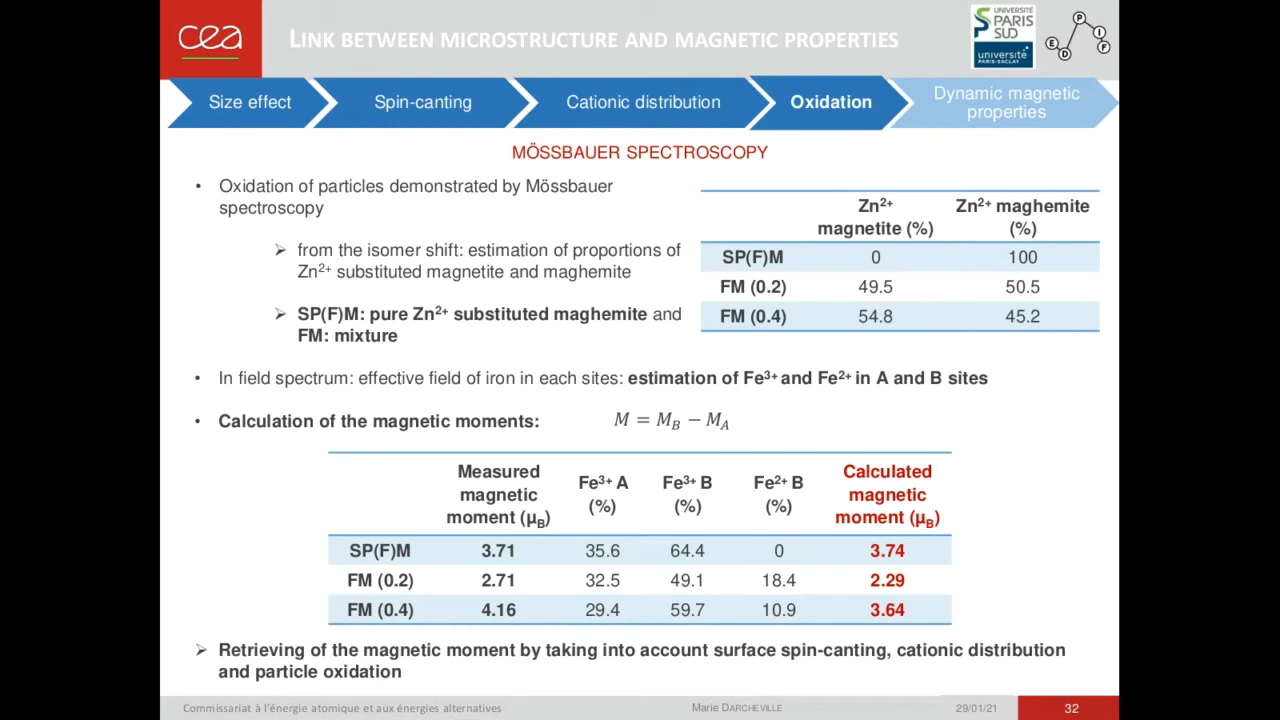 cea
LINK BETWEEN MICROSTRUCTURE AND MAGNETIC PROPERTIES
UNIVERSITÉ
PARIS
SUD
université
PARIS-SACLAY
E D P I F
Size effect
Spin-canting
Cationic distribution
Oxidation
Dynamic magnetic
properties
MÖSSBAUER SPECTROSCOPY
• Oxidation of particles demonstrated by Mössbauer
spectroscopy
➢ from the isomer shift: estimation of proportions of
Zn²⁺ substituted magnetite and maghemite
➢ SP(F)M: pure Zn²⁺ substituted maghemite and
FM: mixture
Zn²⁺ magnetite (%) Zn²⁺ maghemite (%)
SP(F)M 0 100
FM (0.2) 49.5 50.5
FM (0.4) 54.8 45.2
• In field spectrum: effective field of iron in each sites: estimation of Fe³⁺ and Fe²⁺ in A and B sites
• Calculation of the magnetic moments: M = M_B − M_A
Measured magnetic moment (μ_B) Fe³⁺ A (%) Fe³⁺ B (%) Fe²⁺ B (%) Calculated magnetic moment (μ_B)
SP(F)M 3.71 35.6 64.4 0 3.74
FM (0.2) 2.71 32.5 49.1 18.4 2.29
FM (0.4) 4.16 29.4 59.7 10.9 3.64
➢ Retrieving of the magnetic moment by taking into account surface spin-canting, cationic distribution
and particle oxidation
Commissariat à l'énergie atomique et aux énergies alternatives
Marie DARCHEVILLE
29/01/21
32